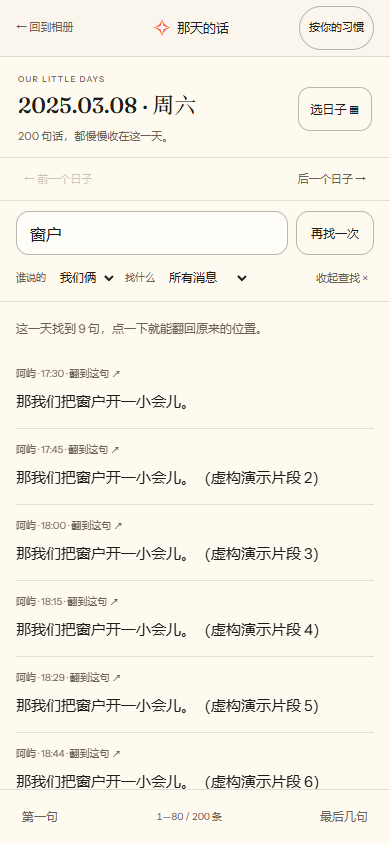 ← 回到相册
那天的话
按你的习惯
OUR LITTLE DAYS
2025.03.08 · 周六
200 句话，都慢慢收在这一天。
选日子
← 前一个日子
后一个日子 →
窗户
再找一次
谁说的 我们俩 找什么 所有消息 收起查找 ×
这一天找到 9 句，点一下就能翻回原来的位置。
阿屿 · 17:30 · 翻到这句 ↗
那我们把窗户开一小会儿。
阿屿 · 17:45 · 翻到这句 ↗
那我们把窗户开一小会儿。（虚构演示片段 2）
阿屿 · 18:00 · 翻到这句 ↗
那我们把窗户开一小会儿。（虚构演示片段 3）
阿屿 · 18:15 · 翻到这句 ↗
那我们把窗户开一小会儿。（虚构演示片段 4）
阿屿 · 18:29 · 翻到这句 ↗
那我们把窗户开一小会儿。（虚构演示片段 5）
阿屿 · 18:44 · 翻到这句 ↗
那我们把窗户开一小会儿。（虚构演示片段 6）
第一句
1—80 / 200 条
最后几句